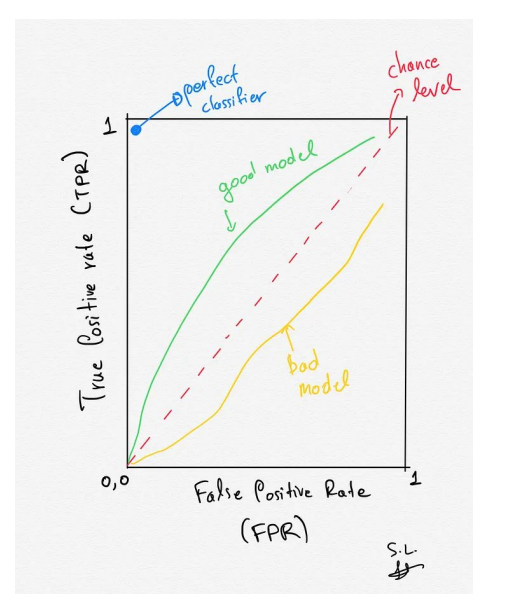 perfect
classifier
chance
level
1
good model
True Positive rate (TPR)
bad
model
0,0
1
False Positive Rate
(FPR)
S.L.